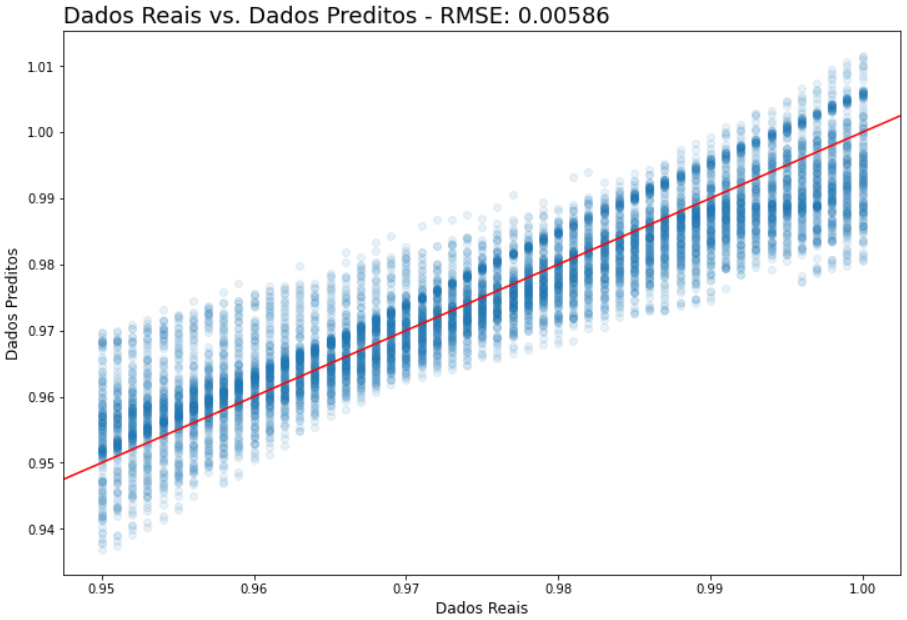 Dados Reais vs. Dados Preditos - RMSE: 0.00586
Dados Preditos
1.01
1.00
0.99
0.98
0.97
0.96
0.95
0.94
0.95 0.96 0.97 0.98 0.99 1.00
Dados Reais